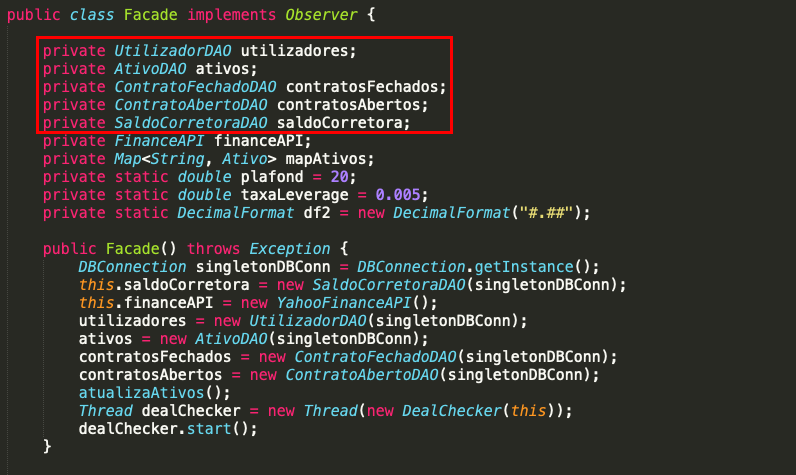 public class Facade implements Observer {
private UtilizadorDAO utilizadores;
private AtivoDAO ativos;
private ContratoFechadoDAO contratosFechados;
private ContratoAbertoDAO contratosAbertos;
private SaldoCorretoraDAO saldoCorretora;
private FinanceAPI financeAPI;
private Map<String, Ativo> mapAtivos;
private static double plafond = 20;
private static double taxaLeverage = 0.005;
private static DecimalFormat df2 = new DecimalFormat("#.##");
public Facade() throws Exception {
DBConnection singletonDBConn = DBConnection.getInstance();
this.saldoCorretora = new SaldoCorretoraDAO(singletonDBConn);
this.financeAPI = new YahooFinanceAPI();
utilizadores = new UtilizadorDAO(singletonDBConn);
ativos = new AtivoDAO(singletonDBConn);
contratosFechados = new ContratoFechadoDAO(singletonDBConn);
contratosAbertos = new ContratoAbertoDAO(singletonDBConn);
atualizaAtivos();
Thread dealChecker = new Thread(new DealChecker(this));
dealChecker.start();
}